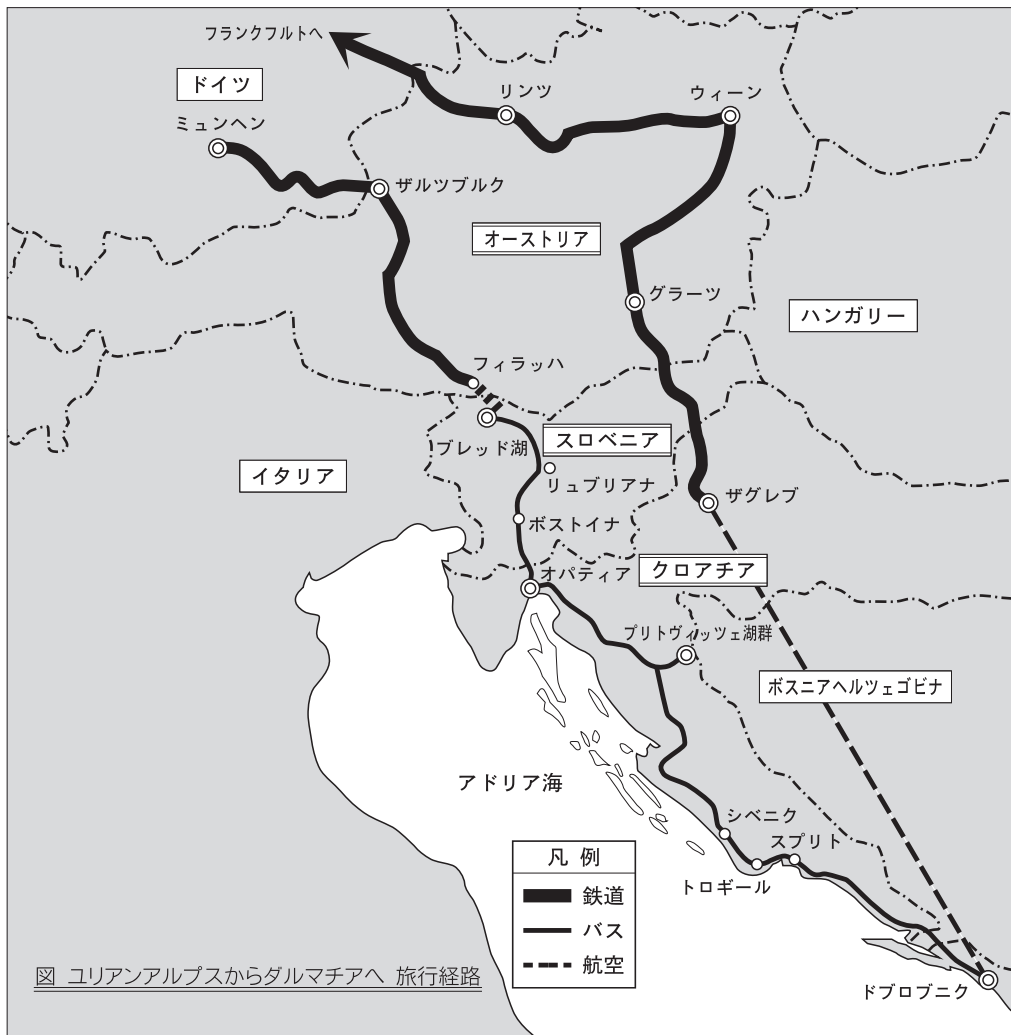 フランクフルトへ
ドイツ
リンツ
ウィーン
ミュンヘン
ザルツブルク
オーストリア
グラーツ
ハンガリー
フィラッハ
ブレッド湖
スロベニア
イタリア
リュブリアナ
ザグレブ
ボストイナ
オパティア
クロアチア
プリトヴィッツェ湖群
ボスニアヘルツェゴビナ
アドリア海
シベニク
スプリト
トロギール
凡 例
鉄道
バス
航空
図 ユリアンアルプスからダルマチアへ 旅行経路
ドブロブニク